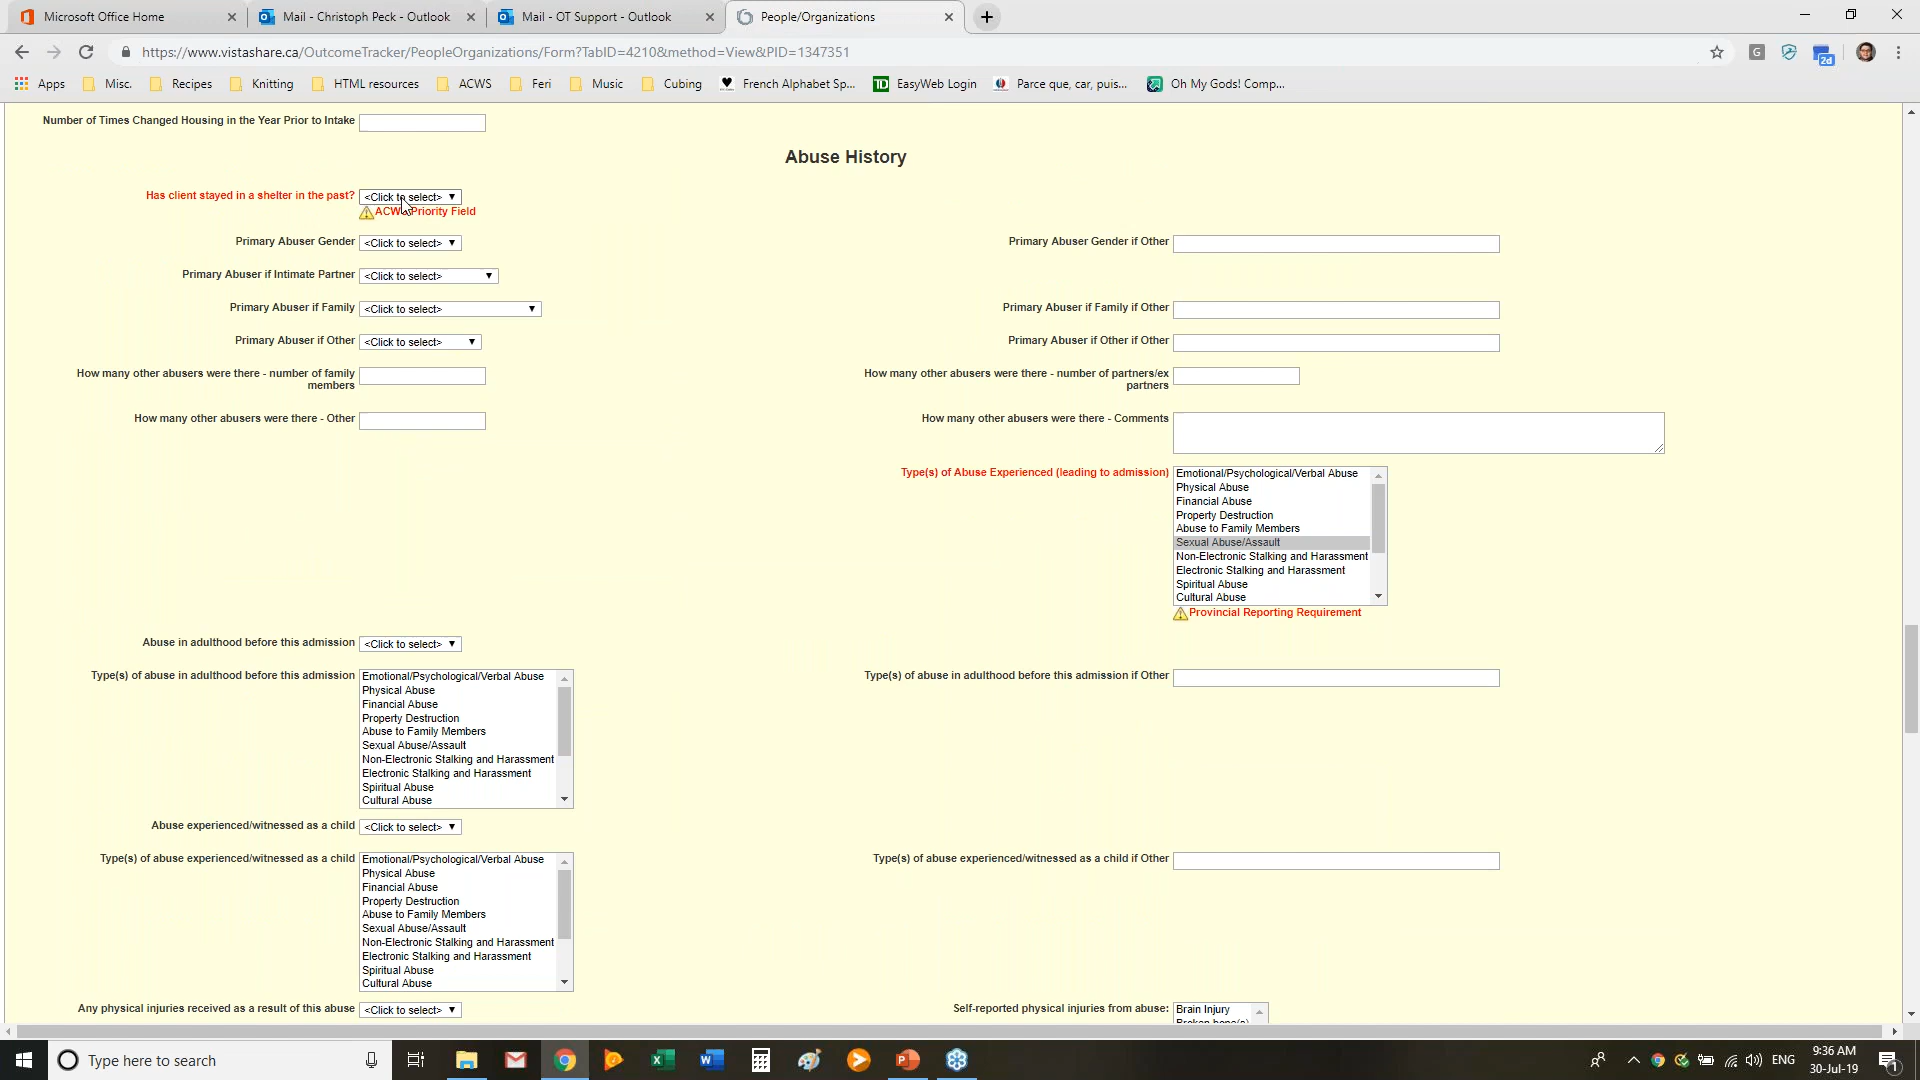 Microsoft Office Home
Mail - Christoph Peck - Outlook
Mail - OT Support - Outlook
People/Organizations
https://www.vistashare.ca/OutcomeTracker/PeopleOrganizations/Form?TabID=4210&method=View&PID=1347351
G
2d
Apps
Misc.
Recipes
Knitting
HTML resources
ACWS
Feri
Music
Cubing
French Alphabet Sp...
TD
EasyWeb Login
Parce que, car, puis...
Oh My Gods! Comp...
Number of Times Changed Housing in the Year Prior to Intake
Abuse History
Has client stayed in a shelter in the past? <Click to select>
Priority Field
Primary Abuser Gender <Click to select>
Primary Abuser Gender if Other
Primary Abuser if Intimate Partner <Click to select>
Primary Abuser if Family <Click to select>
Primary Abuser if Family if Other
Primary Abuser if Other <Click to select>
Primary Abuser if Other if Other
How many other abusers were there - number of family
members
How many other abusers were there - number of partners/ex
partners
How many other abusers were there - Other
How many other abusers were there - Comments
Type(s) of Abuse Experienced (leading to admission)
Emotional/Psychological/Verbal Abuse
Physical Abuse
Financial Abuse
Property Destruction
Abuse to Family Members
Sexual Abuse/Assault
Non-Electronic Stalking and Harassment
Electronic Stalking and Harassment
Spiritual Abuse
Cultural Abuse
Provincial Reporting Requirement
Abuse in adulthood before this admission <Click to select>
Type(s) of abuse in adulthood before this admission
Emotional/Psychological/Verbal Abuse
Physical Abuse
Financial Abuse
Property Destruction
Abuse to Family Members
Sexual Abuse/Assault
Non-Electronic Stalking and Harassment
Electronic Stalking and Harassment
Spiritual Abuse
Cultural Abuse
Type(s) of abuse in adulthood before this admission if Other
Abuse experienced/witnessed as a child <Click to select>
Type(s) of abuse experienced/witnessed as a child
Emotional/Psychological/Verbal Abuse
Physical Abuse
Financial Abuse
Property Destruction
Abuse to Family Members
Sexual Abuse/Assault
Non-Electronic Stalking and Harassment
Electronic Stalking and Harassment
Spiritual Abuse
Cultural Abuse
Type(s) of abuse experienced/witnessed as a child if Other
Any physical injuries received as a result of this abuse <Click to select>
Self-reported physical injuries from abuse:
Brain Injury
Type here to search
ENG
9:36 AM
30-Jul-19
1